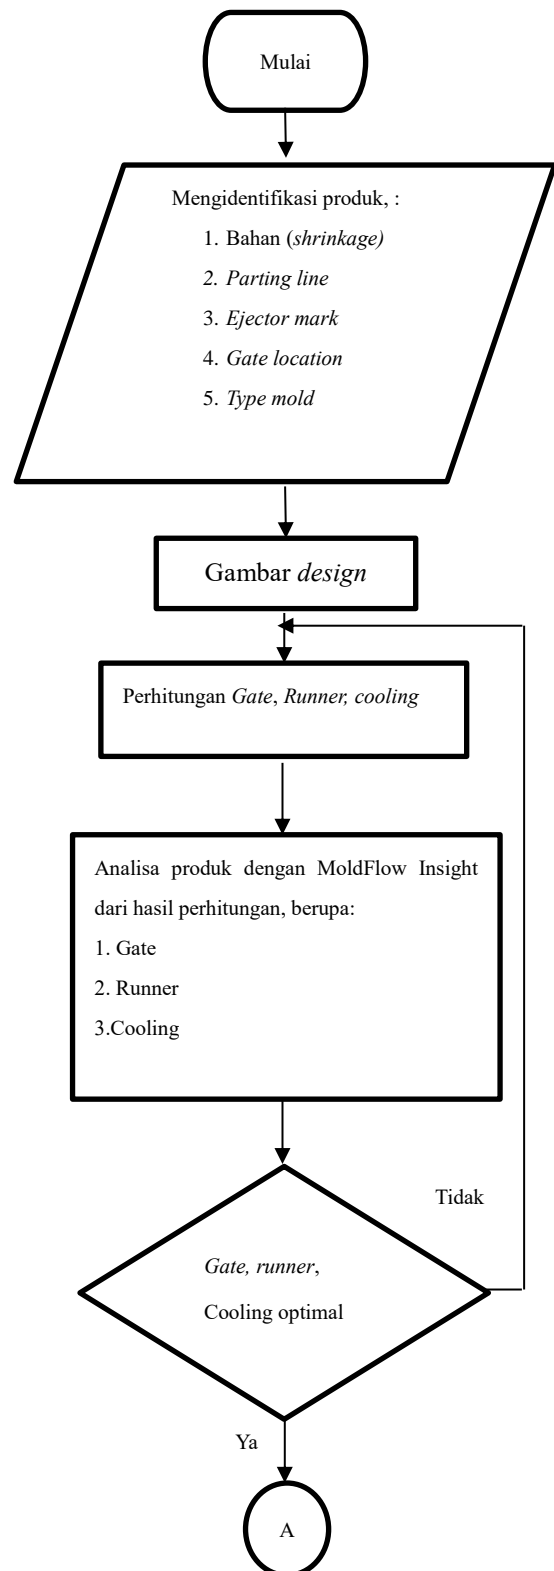 Mulai
Mengidentifikasi produk, :
1. Bahan (shrinkage)
2. Parting line
3. Ejector mark
4. Gate location
5. Type mold
Gambar design
Perhitungan Gate, Runner, cooling
Analisa produk dengan MoldFlow Insight
dari hasil perhitungan, berupa:
1. Gate
2. Runner
3.Cooling
Tidak
Gate, runner,
Cooling optimal
Ya
A